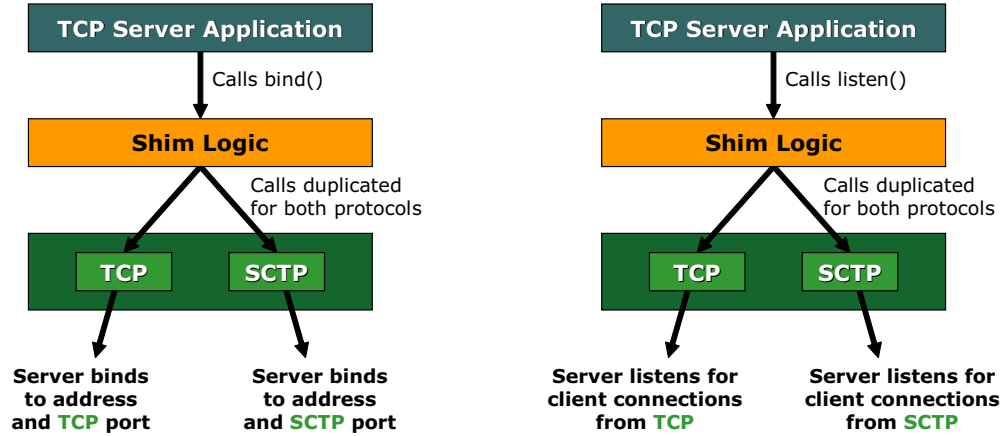 TCP Server Application
Calls bind()
Shim Logic
Calls duplicated
for both protocols
TCP
SCTP
Server binds
to address
and TCP port
Server binds
to address
and SCTP port
TCP Server Application
Calls listen()
Shim Logic
Calls duplicated
for both protocols
TCP
SCTP
Server listens for
client connections
from TCP
Server listens for
client connections
from SCTP